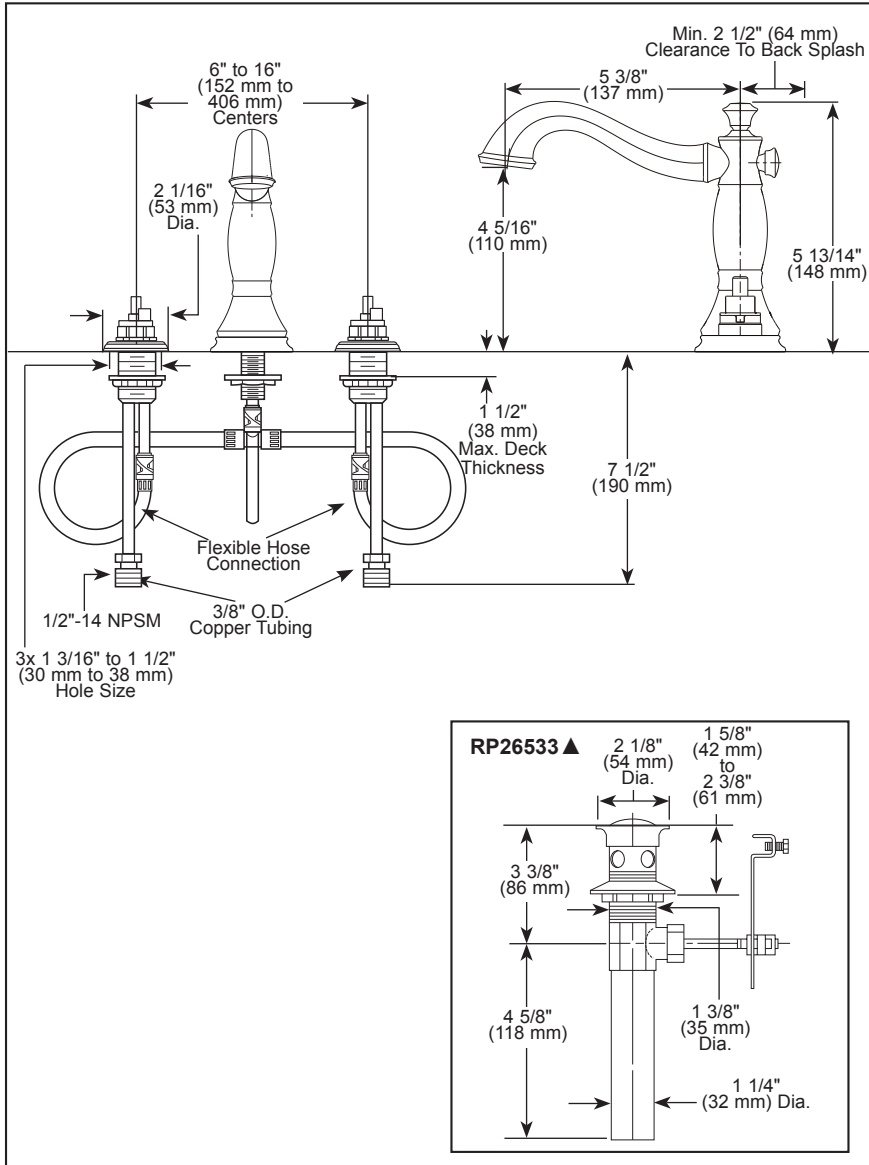 6" to 16"
(152 mm to
406 mm)
Centers
Min. 2 1/2" (64 mm)
Clearance To Back Splash
5 3/8"
(137 mm)
2 1/16"
(53 mm)
Dia.
4 5/16"
(110 mm)
5 13/14"
(148 mm)
1 1/2"
(38 mm)
Max. Deck
Thickness
7 1/2"
(190 mm)
Flexible Hose
Connection
1/2"-14 NPSM
3/8" O.D.
Copper Tubing
3x 1 3/16" to 1 1/2"
(30 mm to 38 mm)
Hole Size
RP26533▲
2 1/8"
(54 mm)
Dia.
1 5/8"
(42 mm)
to
2 3/8"
(61 mm)
3 3/8"
(86 mm)
4 5/8"
(118 mm)
1 3/8"
(35 mm)
Dia.
1 1/4"
(32 mm) Dia.